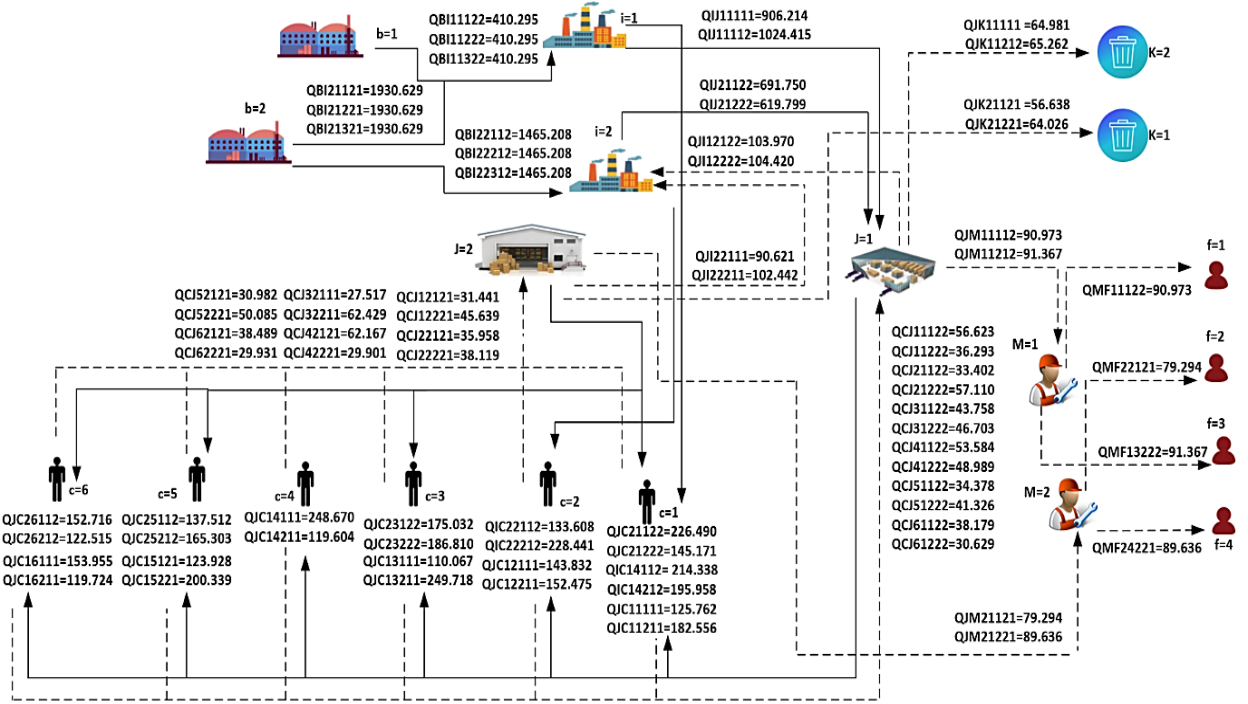 b=1
QBI11122=410.295
QBI11222=410.295
QBI11322=410.295
i=1
QIJ11111=906.214
QIJ11112=1024.415
QJK11111=64.981
QJK11212=65.262
K=2
b=2
QBI21121=1930.629
QBI21221=1930.629
QBI21321=1930.629
QIJ21122=691.750
QIJ21222=619.799
QJK21121=56.638
QJK21221=64.026
K=1
QBI22112=1465.208
QBI22212=1465.208
QBI22312=1465.208
i=2
QJI12122=103.970
QJI12222=104.420
J=2
QJI22111=90.621
QJI22211=102.442
J=1
QJM11112=90.973
QJM11212=91.367
f=1
QMF11122=90.973
QCJ52121=30.982
QCJ52221=50.085
QCJ62121=38.489
QCJ62221=29.931
QCJ32111=27.517
QCJ32211=62.429
QCJ42121=62.167
QCJ42221=29.901
QCJ12121=31.441
QCJ12221=45.639
QCJ22121=35.958
QCJ22221=38.119
QCJ11122=56.623
QCJ11222=36.293
QCJ21122=33.402
QCJ21222=57.110
QCJ31122=43.758
QCJ31222=46.703
QCJ41122=53.584
QCJ41222=48.989
QCJ51122=34.378
QCJ51222=41.326
QCJ61122=38.179
QCJ61222=30.629
M=1
f=2
QMF22121=79.294
f=3
QMF13222=91.367
M=2
QMF24221=89.636
f=4
c=6
QJC26112=152.716
QJC26212=122.515
QJC16111=153.955
QJC16211=119.724
c=5
QJC25112=137.512
QJC25212=165.303
QJC15121=123.928
QJC15221=200.339
c=4
QJC14111=248.670
QJC14211=119.604
c=3
QJC23122=175.032
QJC23222=186.810
QJC13111=110.067
QJC13211=249.718
c=2
QIC22112=133.608
QIC22212=228.441
QJC12111=143.832
QJC12211=152.475
c=1
QJC21122=226.490
QJC21222=145.171
QIC14112= 214.338
QIC14212=195.958
QJC11111=125.762
QJC11211=182.556
QJM21121=79.294
QJM21221=89.636